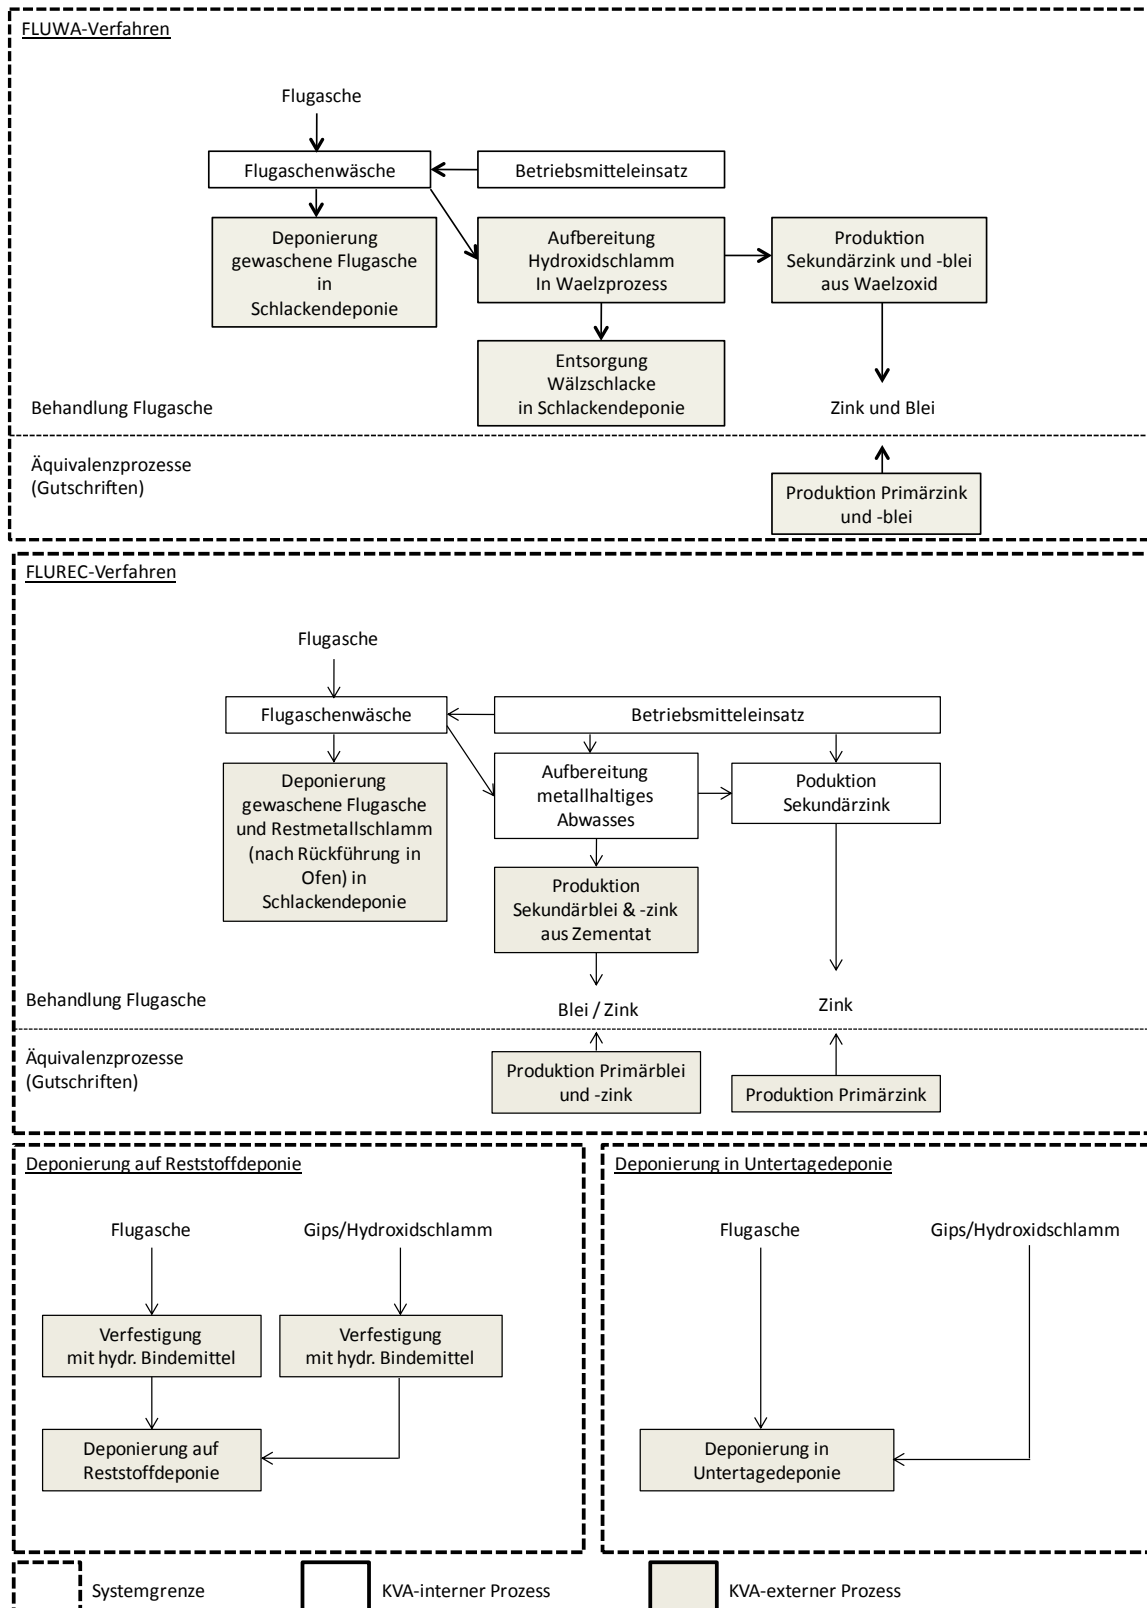 FLUWA-Verfahren
Flugasche
Flugaschenwäsche
Betriebsmitteleinsatz
Deponierung
gewaschene Flugasche
in
Schlackendeponie
Aufbereitung
Hydroxidschlamm
In Waelzprozess
Produktion
Sekundärzink und -blei
aus Waelzoxid
Entsorgung
Wälzschlacke
in Schlackendeponie
Behandlung Flugasche
Zink und Blei
Äquivalenzprozesse
(Gutschriften)
Produktion Primärzink
und -blei
FLUREC-Verfahren
Flugasche
Flugaschenwäsche
Betriebsmitteleinsatz
Deponierung
gewaschene Flugasche
und Restmetallschlamm
(nach Rückführung in
Ofen) in
Schlackendeponie
Aufbereitung
metallhaltiges
Abwasses
Poduktion
Sekundärzink
Produktion
Sekundärblei & -zink
aus Zementat
Behandlung Flugasche
Blei / Zink
Zink
Äquivalenzprozesse
(Gutschriften)
Produktion Primärblei
und -zink
Produktion Primärzink
Deponierung auf Reststoffdeponie
Flugasche
Gips/Hydroxidschlamm
Verfestigung
mit hydr. Bindemittel
Verfestigung
mit hydr. Bindemittel
Deponierung auf
Reststoffdeponie
Deponierung in Untertagedeponie
Flugasche
Gips/Hydroxidschlamm
Deponierung in
Untertagedeponie
Systemgrenze
KVA-interner Prozess
KVA-externer Prozess